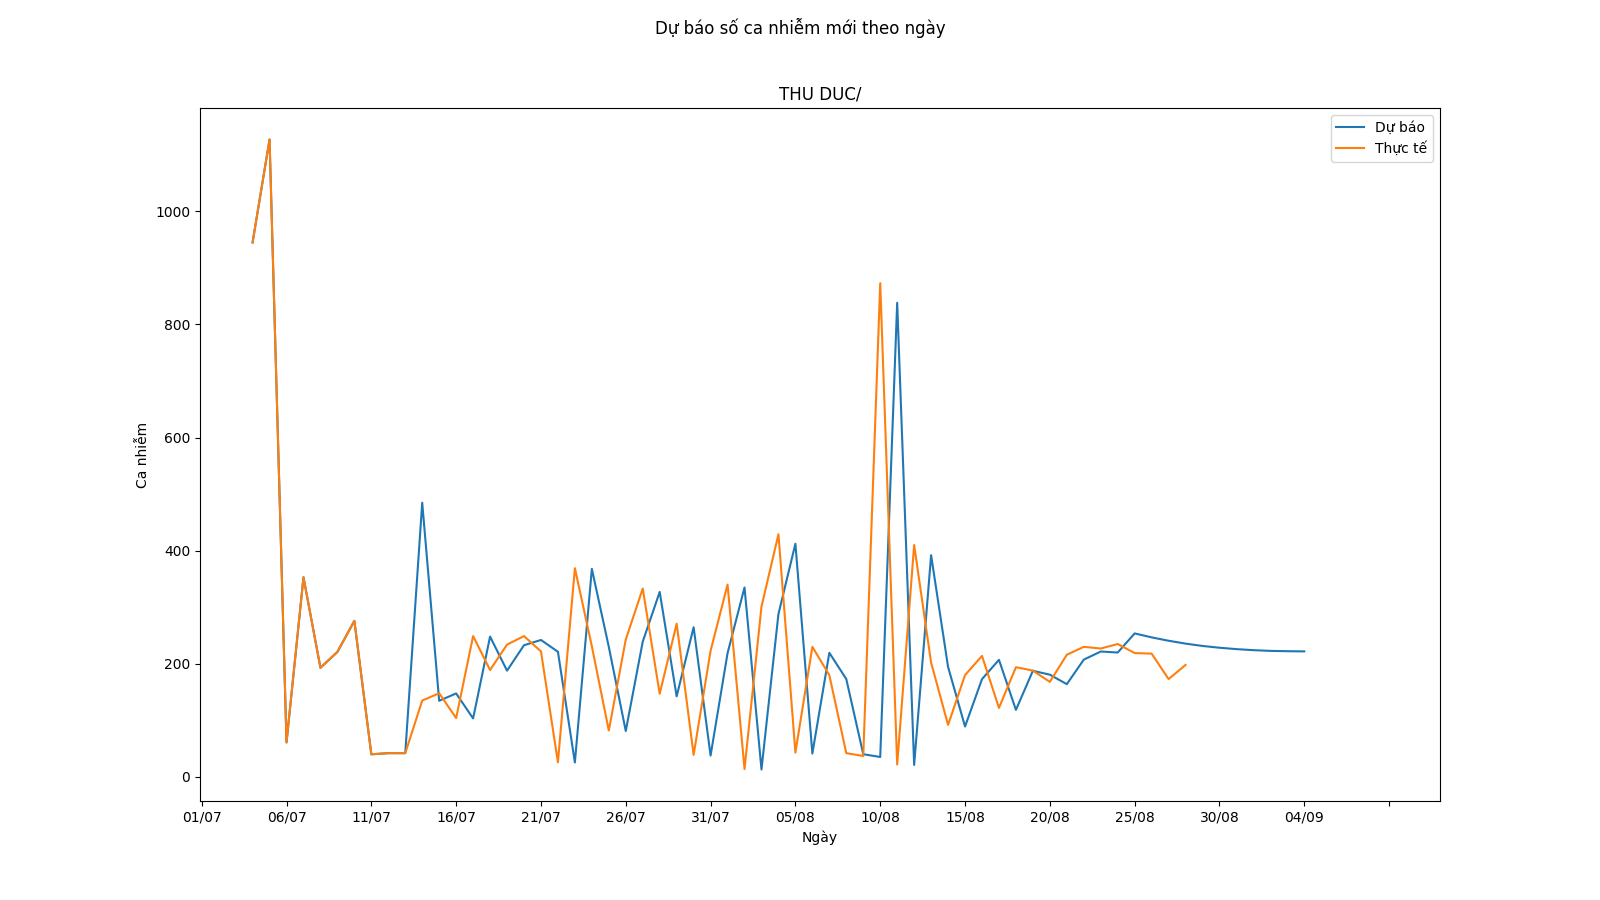 Dự báo số ca nhiễm mới theo ngày
THU DUC/
Dự báo
Thực tế
1000
800
600
400
200
0
Ca nhiễm
01/07 06/07 11/07 16/07 21/07 26/07 31/07 05/08 10/08 15/08 20/08 25/08 30/08 04/09
Ngày